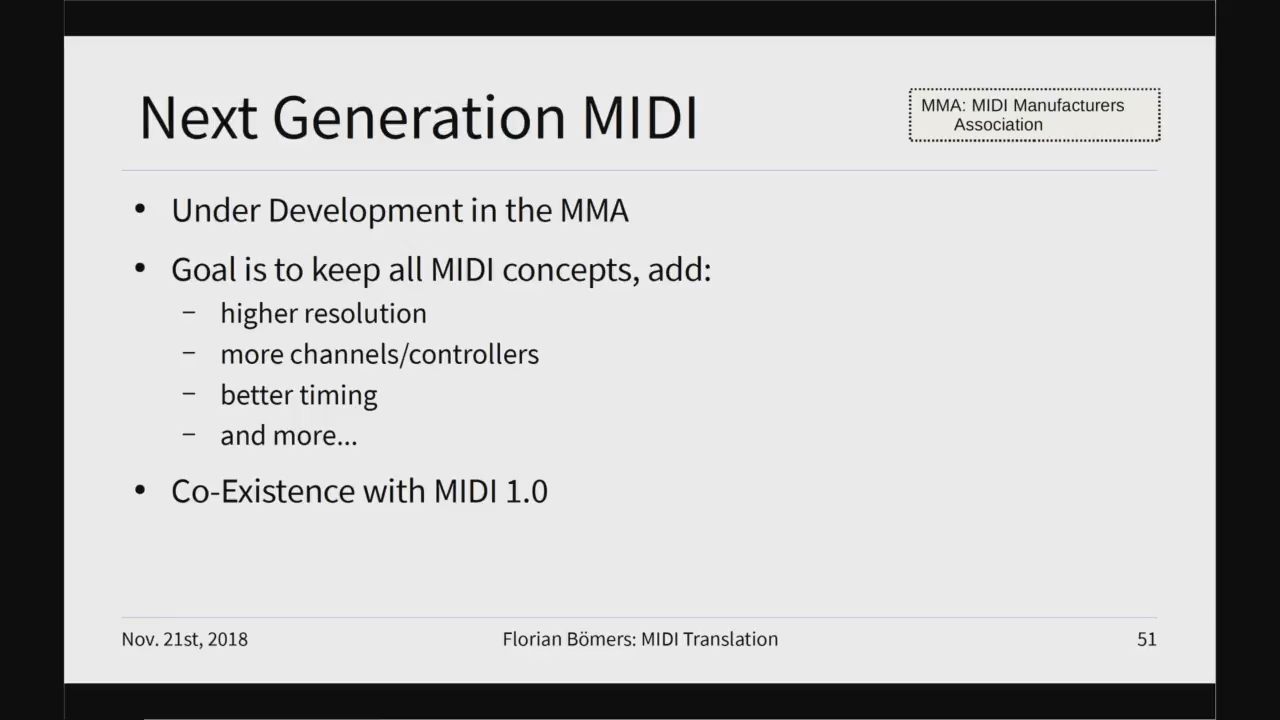 Next Generation MIDI
MMA: MIDI Manufacturers
Association
• Under Development in the MMA
• Goal is to keep all MIDI concepts, add:
– higher resolution
– more channels/controllers
– better timing
– and more...
• Co-Existence with MIDI 1.0
Nov. 21st, 2018
Florian Bömers: MIDI Translation
51